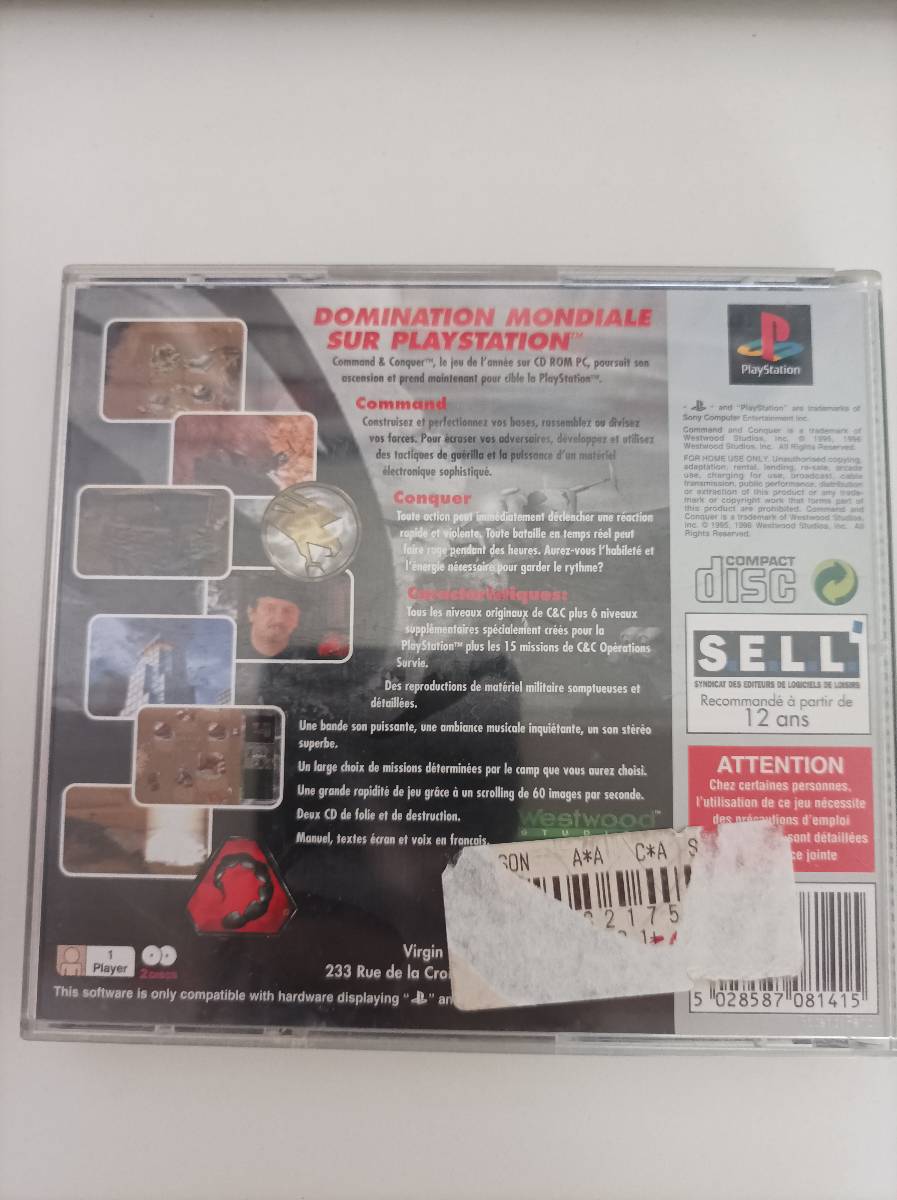 DOMINATION MONDIALE
SUR PLAYSTATION™
Command & Conquer™, le jeu de l'année sur CD ROM PC, poursuit son
ascension et prend maintenant pour cible la PlayStation™.
Command
Construisez et perfectionnez vos bases, rassemblez ou divisez
vos forces. Pour écraser vos adversaires, développez et utilisez
des tactiques de guérilla et la puissance d'un matériel
électronique sophistiqué.
Conquer
Toute action peut immédiatement déclencher une réaction
rapide et violente. Toute bataille en temps réel peut
faire rage pendant des heures. Aurez-vous l'habileté et
l'énergie nécessaire pour garder le rythme?
Caractéristiques:
Tous les niveaux originaux de C&C plus 6 niveaux
supplémentaires spécialement créés pour la
PlayStation™ plus les 15 missions de C&C Opérations
Survie.
Des reproductions de matériel militaire somptueuses et
détaillées.
Une bande son puissante, une ambiance musicale inquiétante, un son stéréo
superbe.
Un large choix de missions déterminées par le camp que vous aurez choisi.
Une grande rapidité de jeu grâce à un scrolling de 60 images par seconde.
Deux CD de folie et de destruction.
Manuel, textes écran et voix en français.
Westwood™
STUDIO
SON A*A C*A S
2175
1
Virgin
233 Rue de la Croi
1
Player
2 DISCS
This software is only compatible with hardware displaying " " an
PlayStation
" " and "PlayStation" are trademarks of
Sony Computer Entertainment Inc.
Command and Conquer is a trademark of
Westwood Studios, Inc. © 1995, 1996
Westwood Studios, Inc. All Rights Reserved.
FOR HOME USE ONLY. Unauthorised copying,
adaptation, rental, lending, re-sale, arcade
use, charging for use, broadcast, cable
transmission, public performance, distribution
or extraction of this product or any trade-
mark or copyright work that forms part of
this product are prohibited. Command and
Conquer is a trademark of Westwood Studios,
Inc. © 1995, 1996 Westwood Studios, Inc. All
Rights Reserved.
COMPACT
disc
S.E.L.L
SYNDICAT DES EDITEURS DE LOGICIELS DE LOISIRS
Recommandé à partir de
12 ans
ATTENTION
Chez certaines personnes,
l'utilisation de ce jeu nécessite
des précautions d'emploi
sont détaillées
ce jointe
5 028587 081415